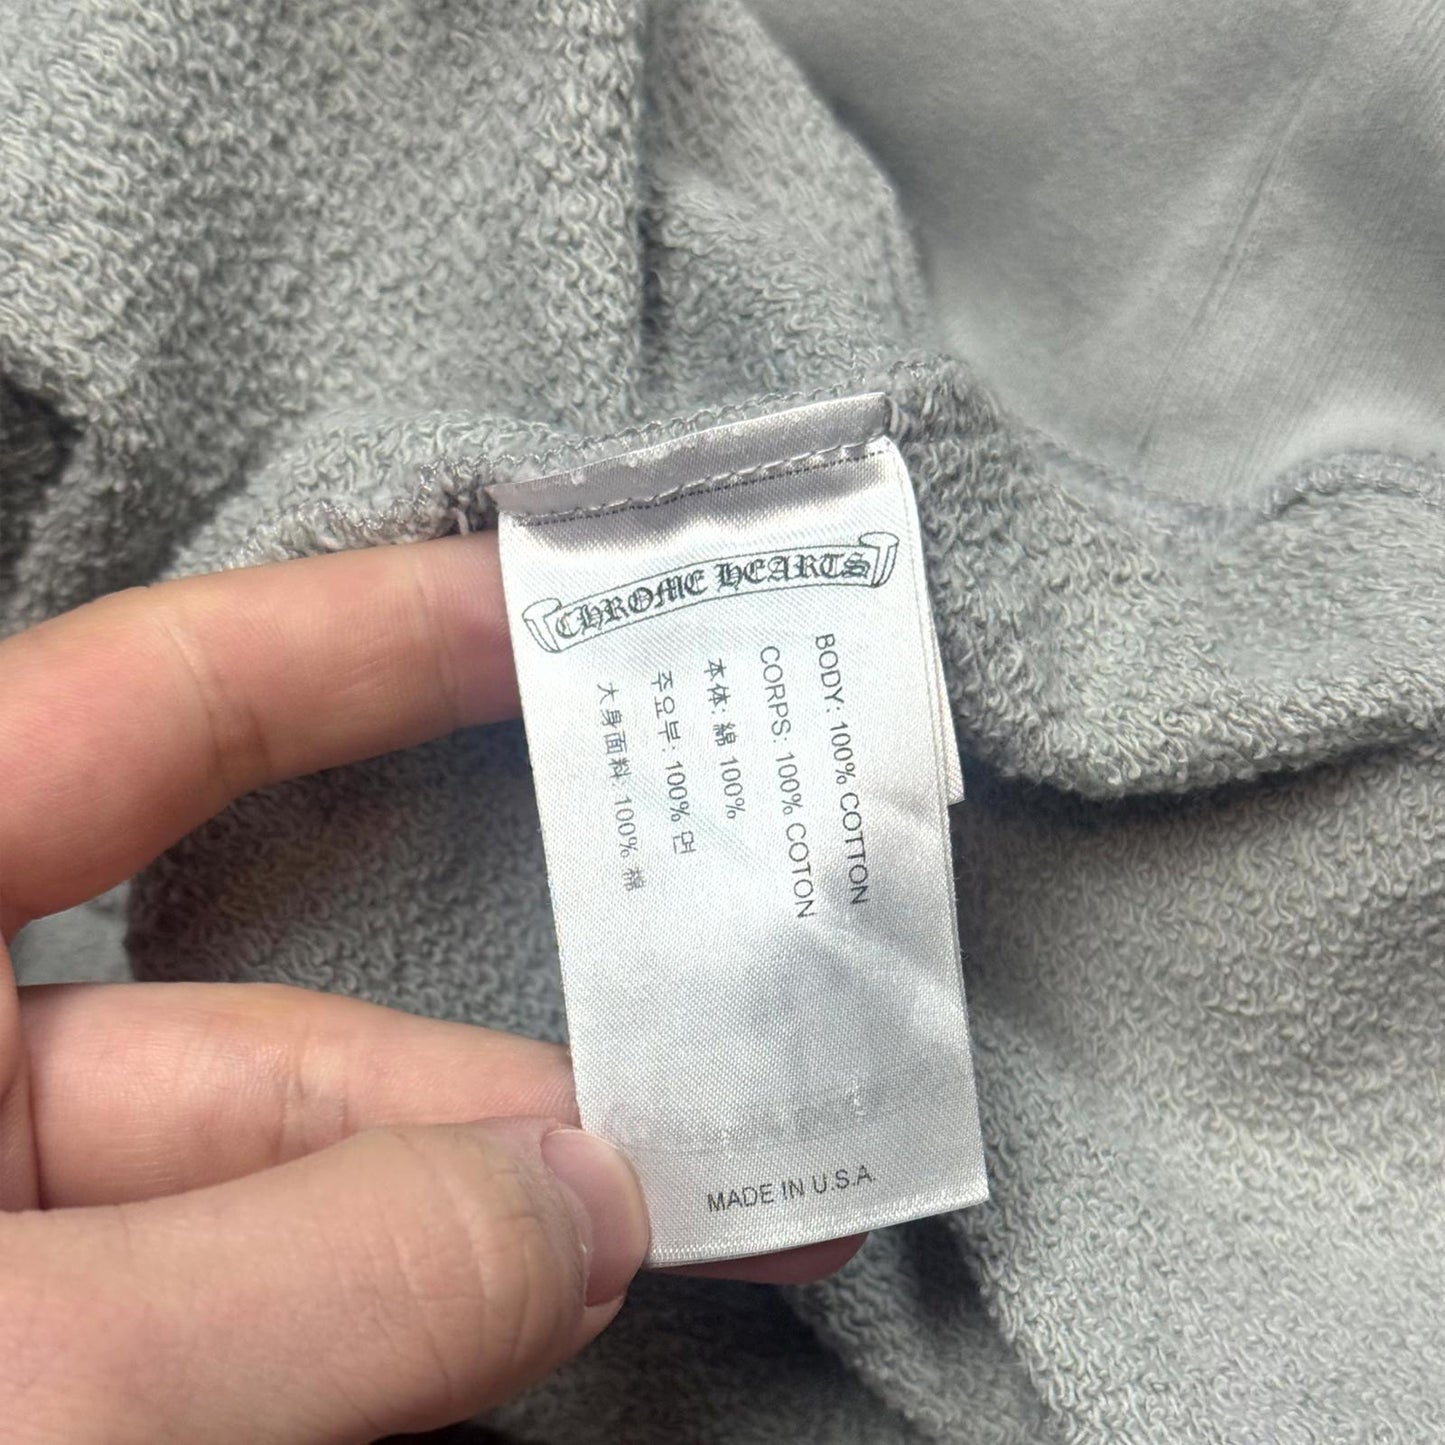 CHROME HEARTS
BODY: 100% COTTON
CORPS: 100% COTON
本体: 綿 100%
주요부: 100% 면
大身面料: 100% 棉
MADE IN U.S.A.